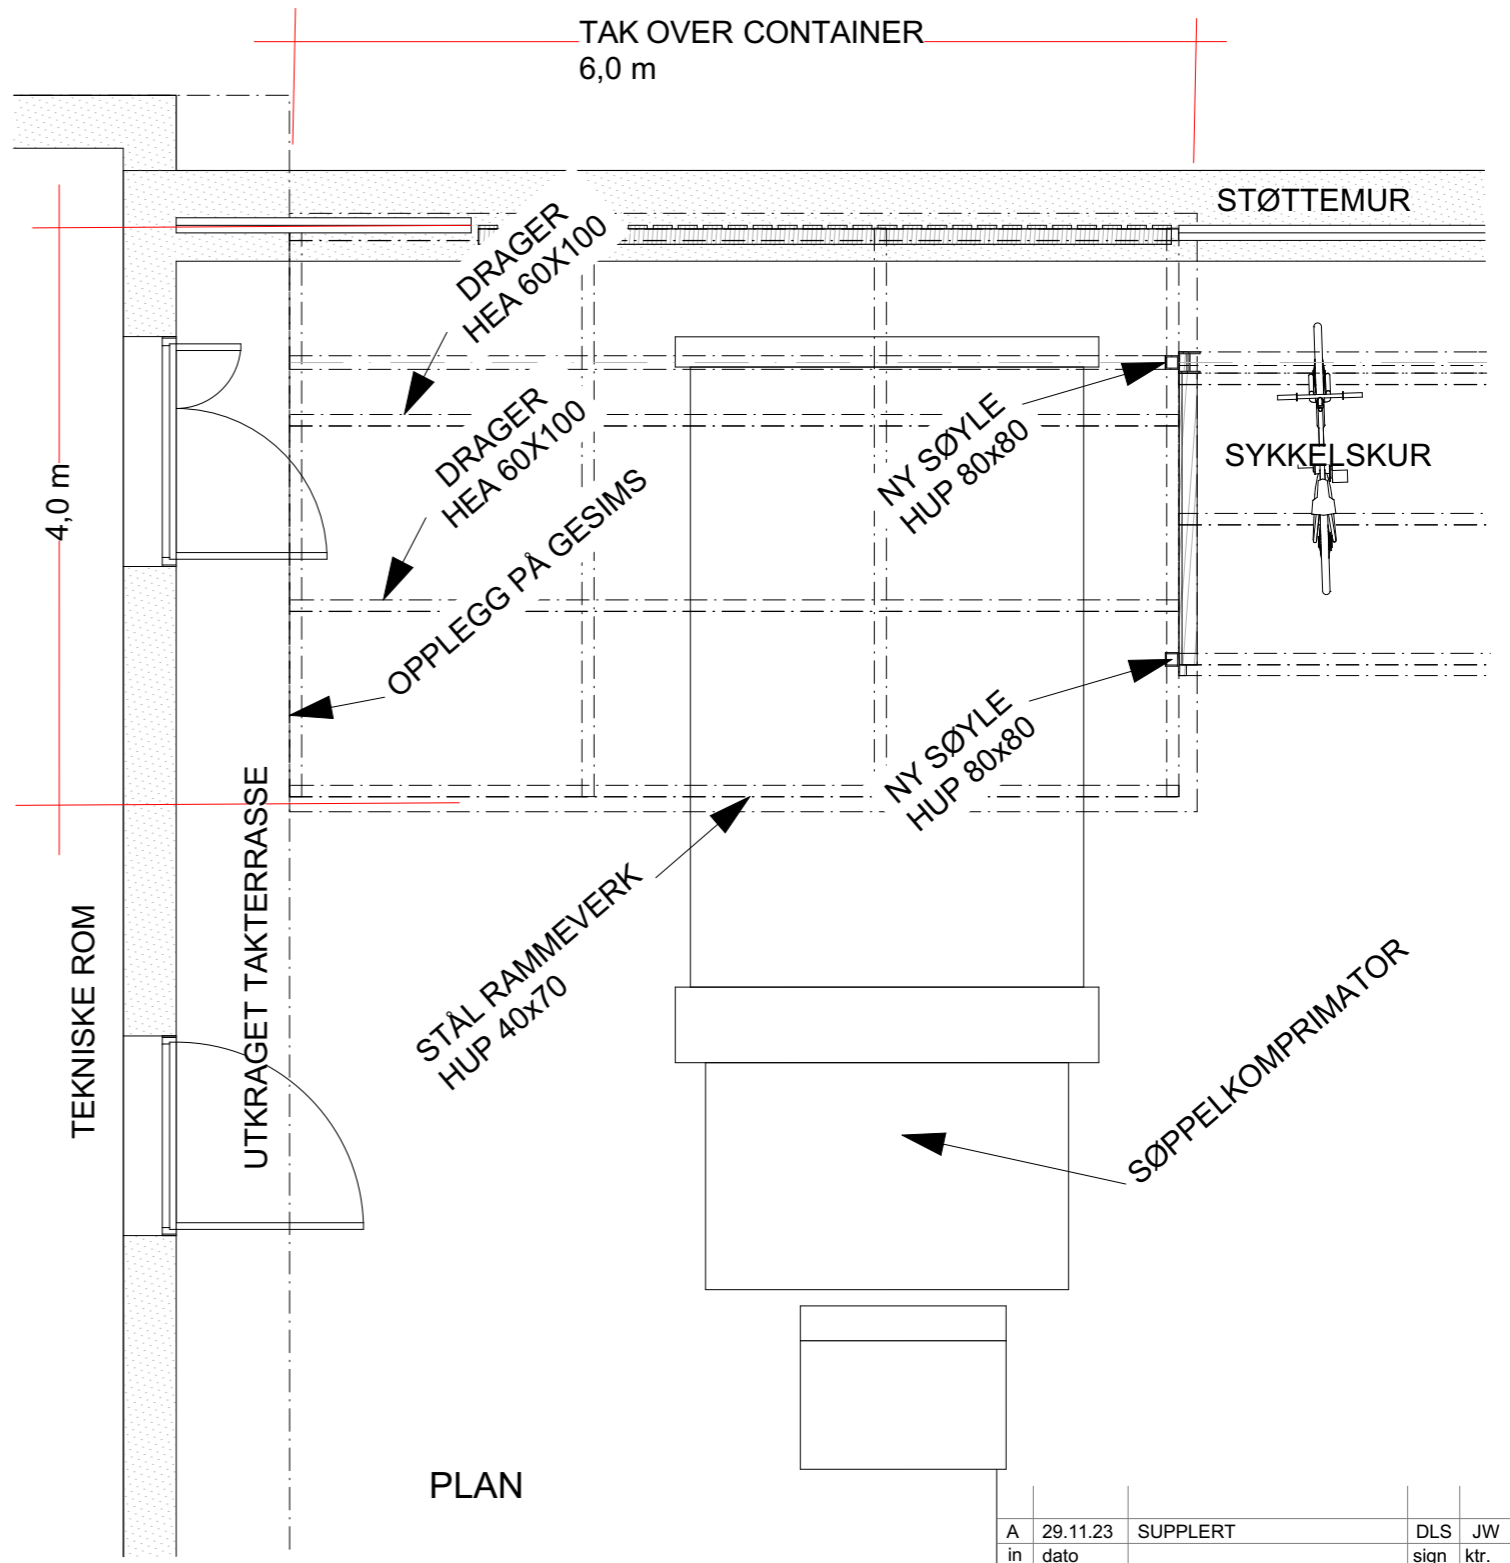 TAK OVER CONTAINER
6,0 m
STØTTEMUR
DRAGER
HEA 60X100
DRAGER
HEA 60X100
NY SØYLE
HUP 80x80
SYKKELSKUR
4,0 m
OPPLEGG PÅ GESIMS
NY SØYLE
HUP 80x80
UTKRAGET TAKTERRASSE
TEKNISKE ROM
STÅL RAMMEVERK
HUP 40x70
SØPPELKOMPRIMATOR
PLAN
A 29.11.23 SUPPLERT DLS JW
in dato sign ktr.